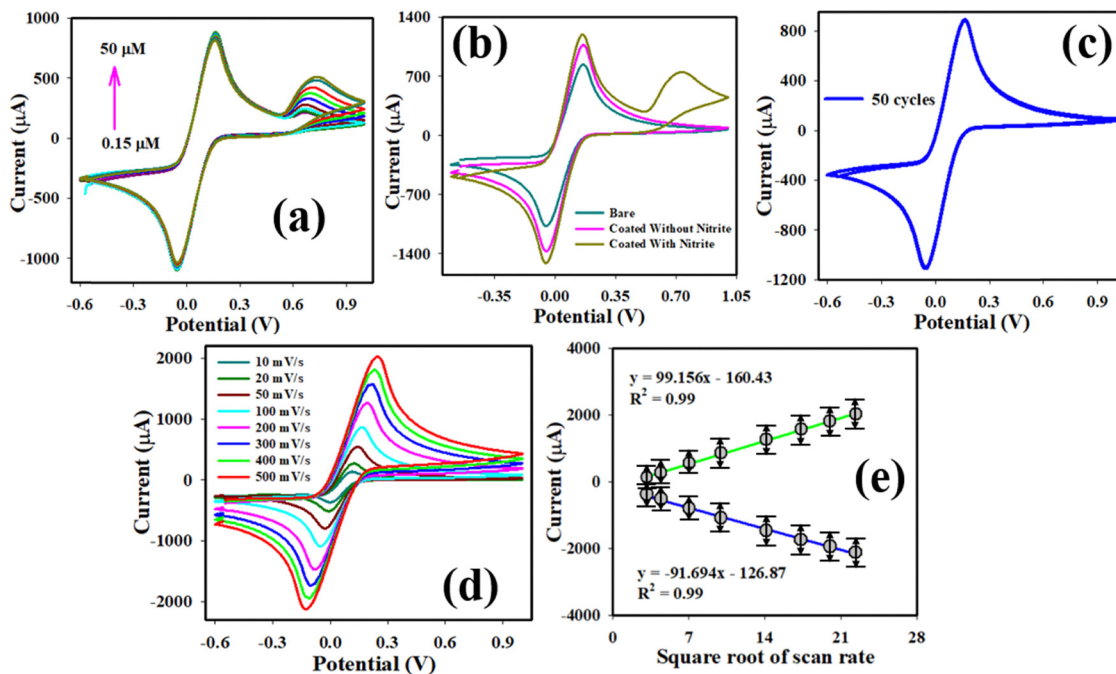 (a)
1000
500
0
-500
-1000
Current (µA)
50 µM
0.15 µM
-0.6 -0.3 0.0 0.3 0.6 0.9
Potential (V)
(b)
1400
700
0
-700
-1400
Current (µA)
Bare
Coated Without Nitrite
Coated With Nitrite
-0.35 0.00 0.35 0.70 1.05
Potential (V)
(c)
800
400
0
-400
-800
-1200
Current (µA)
50 cycles
-0.6 -0.3 0.0 0.3 0.6 0.9
Potential (V)
(d)
2000
1000
0
-1000
-2000
Current (µA)
10 mV/s
20 mV/s
50 mV/s
100 mV/s
200 mV/s
300 mV/s
400 mV/s
500 mV/s
-0.6 -0.3 0.0 0.3 0.6 0.9
Potential (V)
(e)
4000
2000
0
-2000
-4000
Current (µA)
y = 99.156x - 160.43
R² = 0.99
y = -91.694x - 126.87
R² = 0.99
0 7 14 21 28
Square root of scan rate